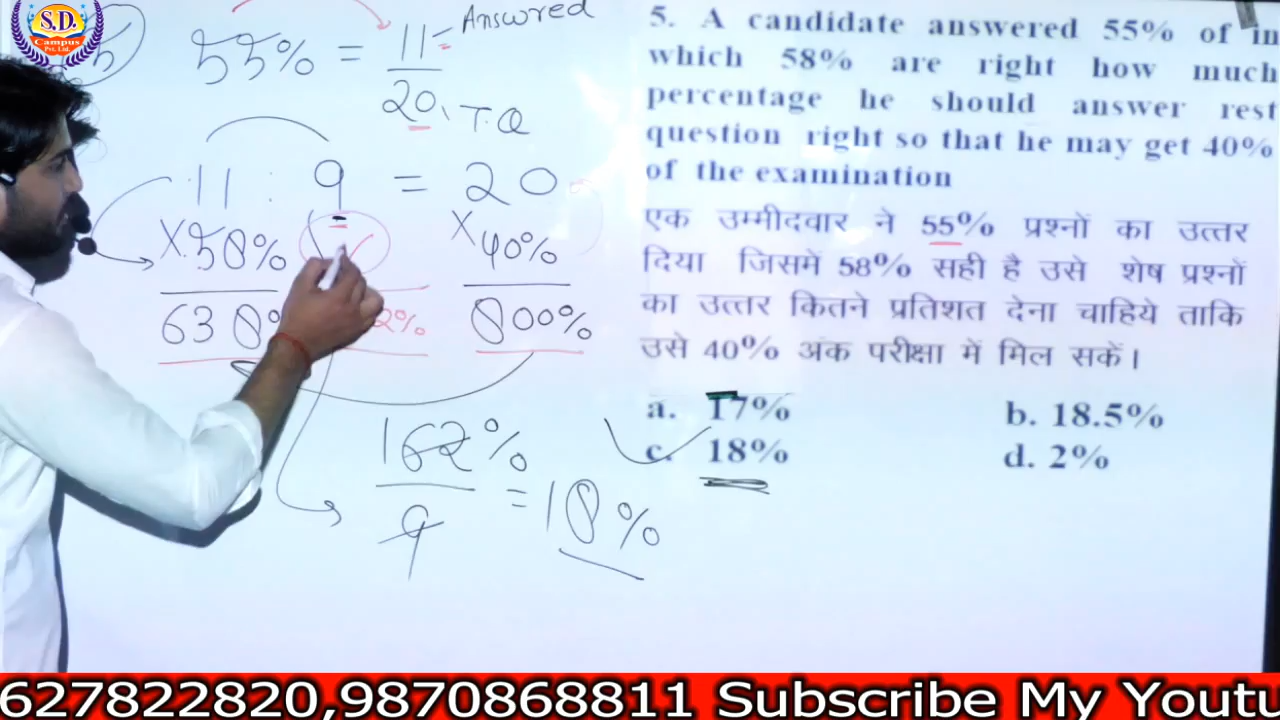 S.D.
Campus
Pvt. Ltd.
55% = 11/20 Answered
T.Q
11 : 9 = 20
×58% ×40%
638% 2% 800%
162%/9 = 18%
5. A candidate answered 55% of in
which 58% are right how much
percentage he should answer rest
question right so that he may get 40%
of the examination
एक उम्मीदवार ने 55% प्रश्नों का उत्तर
दिया जिसमें 58% सही है उसे शेष प्रश्नों
का उत्तर कितने प्रतिशत देना चाहिये ताकि
उसे 40% अंक परीक्षा में मिल सकें।
a. 17% b. 18.5%
c. 18% d. 2%
627822820,9870868811 Subscribe My Youtu